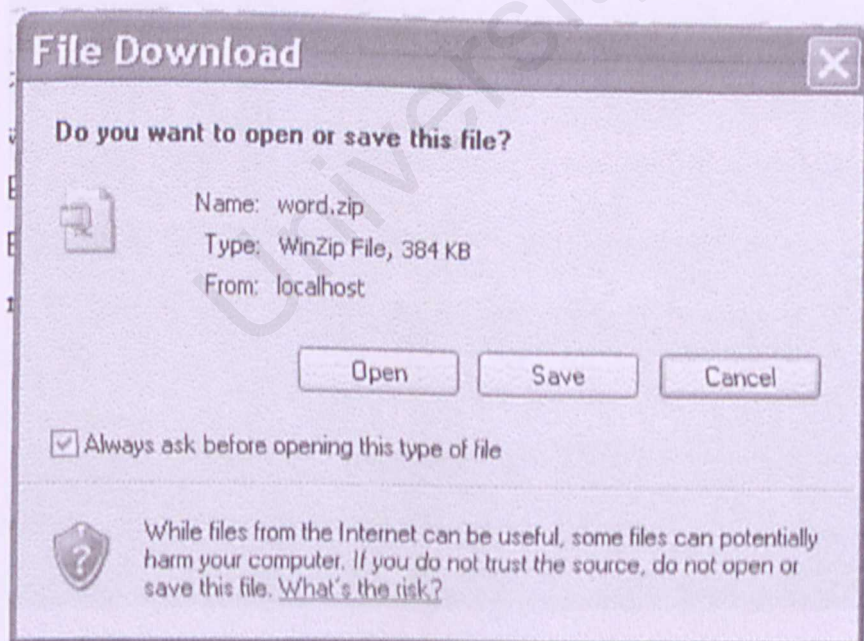 File Download
Do you want to open or save this file?
Name: word.zip
Type: WinZip File, 384 KB
From: localhost
Open Save Cancel
Always ask before opening this type of file
While files from the Internet can be useful, some files can potentially
harm your computer. If you do not trust the source, do not open or
save this file. What's the risk?